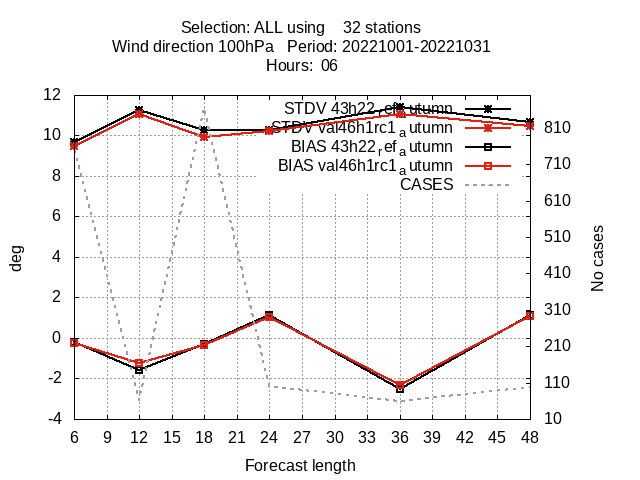 Selection: ALL using    32 stations
Wind direction 100hPa   Period: 20221001-20221031
Hours:  06
STDV 43h22_ref_autumn
STDV val46h1rc1_autumn
BIAS 43h22_ref_autumn
BIAS val46h1rc1_autumn
CASES
12
10
8
6
4
2
0
-2
-4
deg
810
710
610
510
410
310
210
110
10
No cases
6 9 12 15 18 21 24 27 30 33 36 39 42 45 48
Forecast length